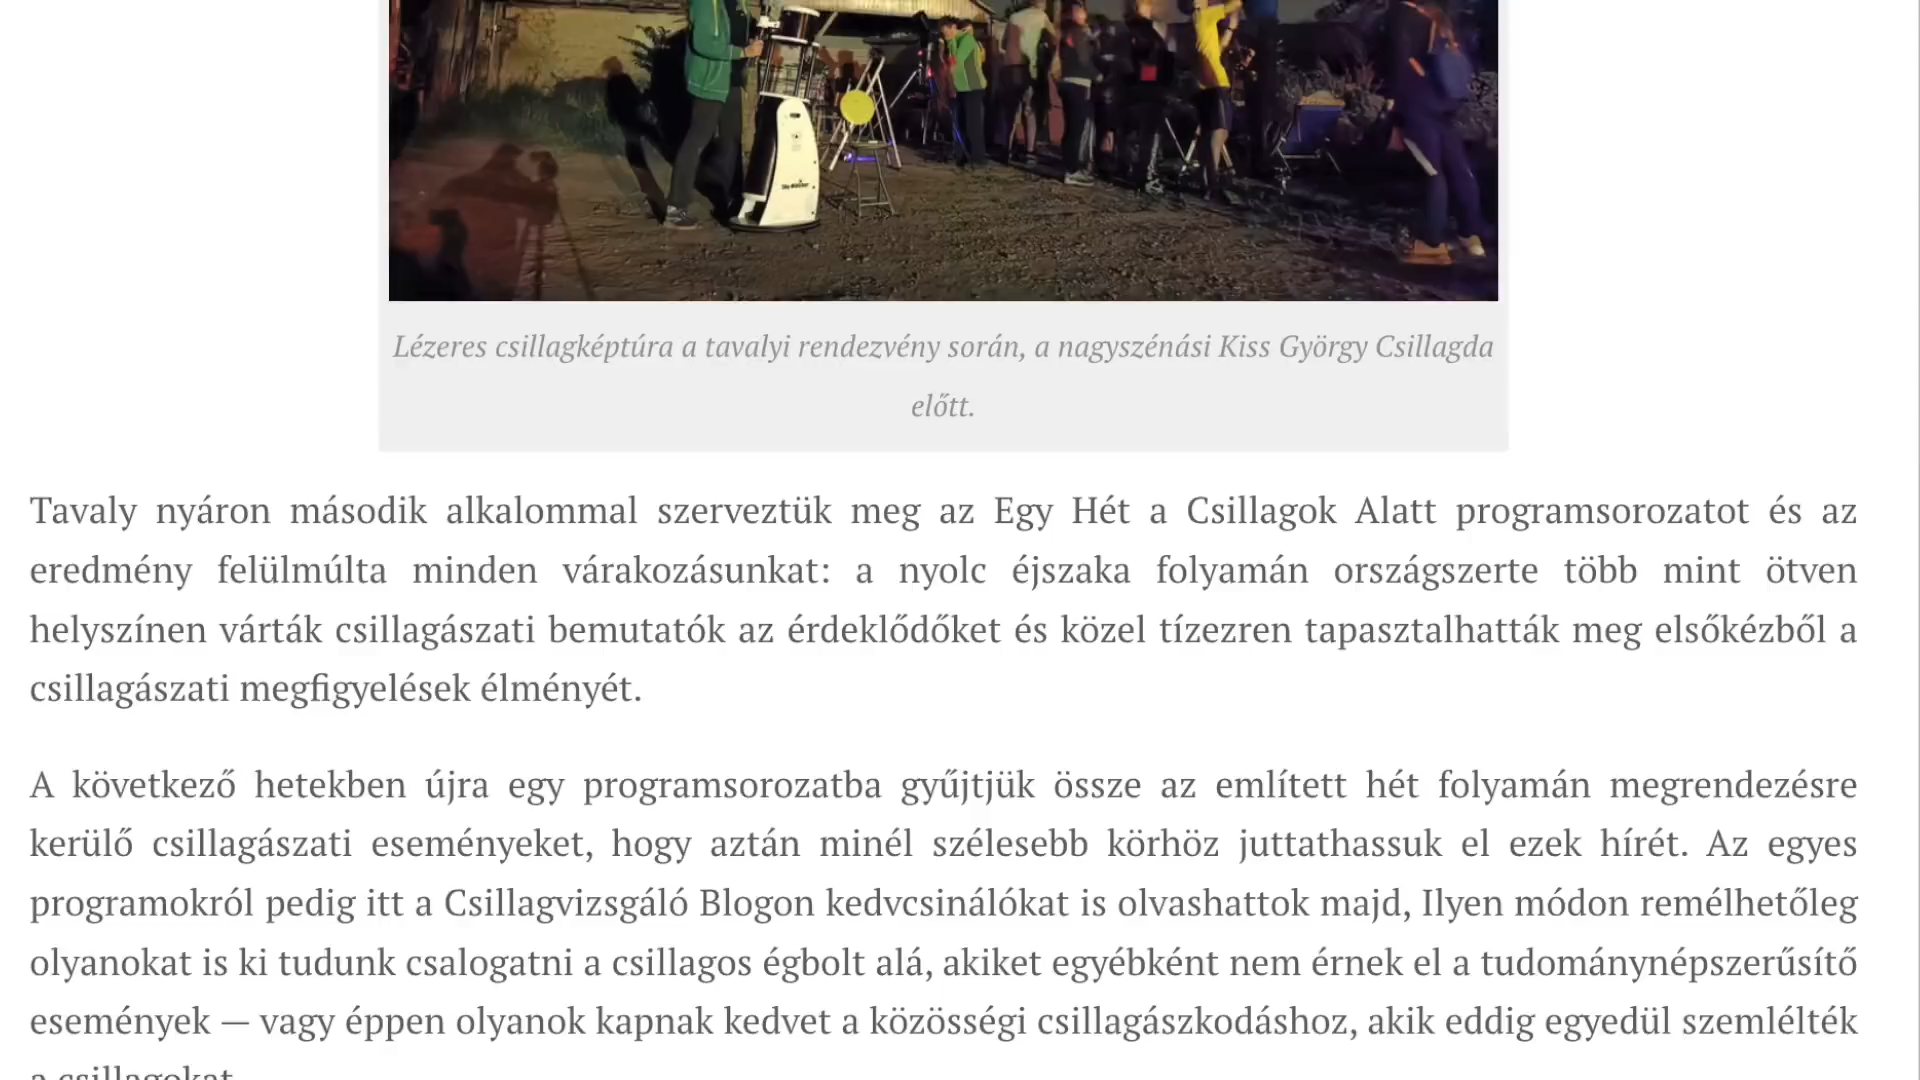 Sky-Watcher
Lézeres csillagképtúra a tavalyi rendezvény során, a nagyszénási Kiss György Csillagda
előtt.
Tavaly nyáron második alkalommal szerveztük meg az Egy Hét a Csillagok Alatt programsorozatot és az
eredmény felülmúlta minden várakozásunkat: a nyolc éjszaka folyamán országszerte több mint ötven
helyszínen várták csillagászati bemutatók az érdeklődőket és közel tízezren tapasztalhatták meg elsőkézből a
csillagászati megfigyelések élményét.
A következő hetekben újra egy programsorozatba gyűjtjük össze az említett hét folyamán megrendezésre
kerülő csillagászati eseményeket, hogy aztán minél szélesebb körhöz juttathassuk el ezek hírét. Az egyes
programokról pedig itt a Csillagvizsgáló Blogon kedvcsinálókat is olvashattok majd, Ilyen módon remélhetőleg
olyanokat is ki tudunk csalogatni a csillagos égbolt alá, akiket egyébként nem érnek el a tudománynépszerűsítő
események — vagy éppen olyanok kapnak kedvet a közösségi csillagászkodáshoz, akik eddig egyedül szemlélték
a csillagokat.